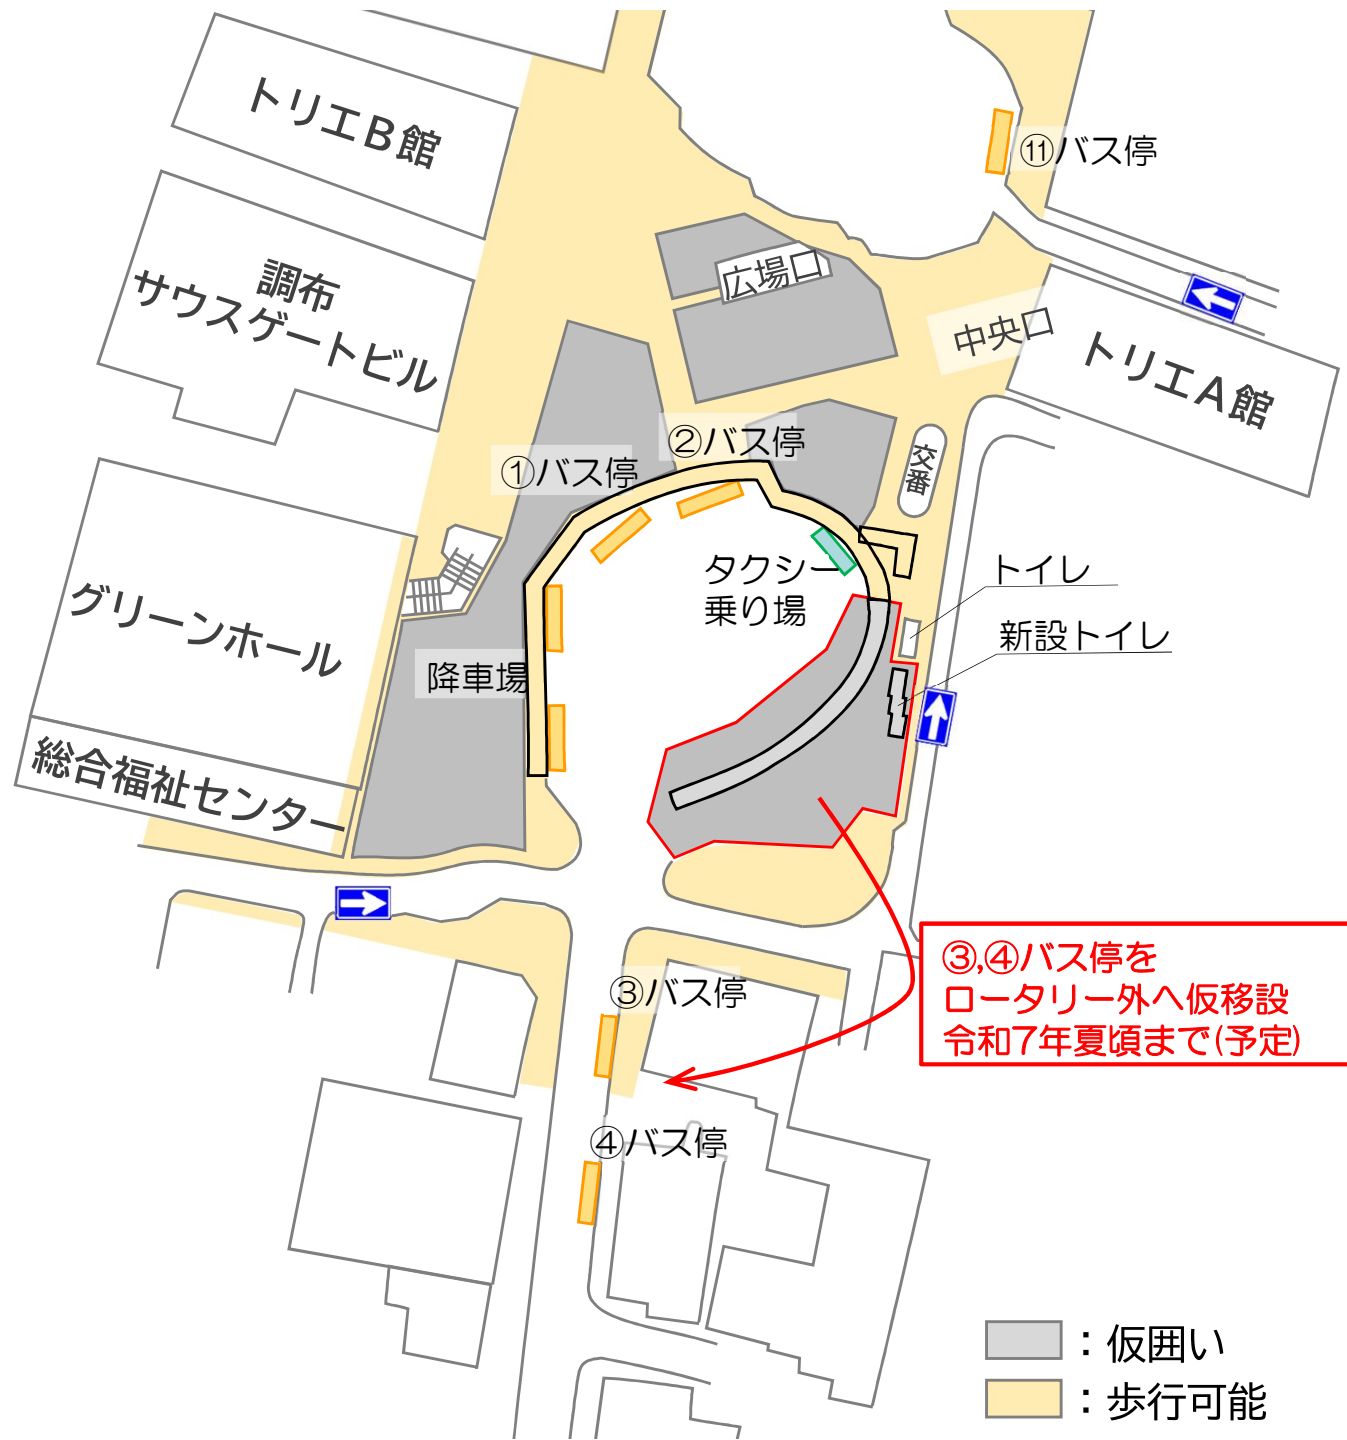 トリエB館
⑪バス停
調布
サウスゲートビル
広場口
中央口
トリエA館
②バス停
①バス停
交番
タクシー
乗り場
トイレ
新設トイレ
グリーンホール
降車場
総合福祉センター
③,④バス停を
ロータリー外へ仮移設
令和7年夏頃まで(予定)
③バス停
④バス停
：仮囲い
：歩行可能